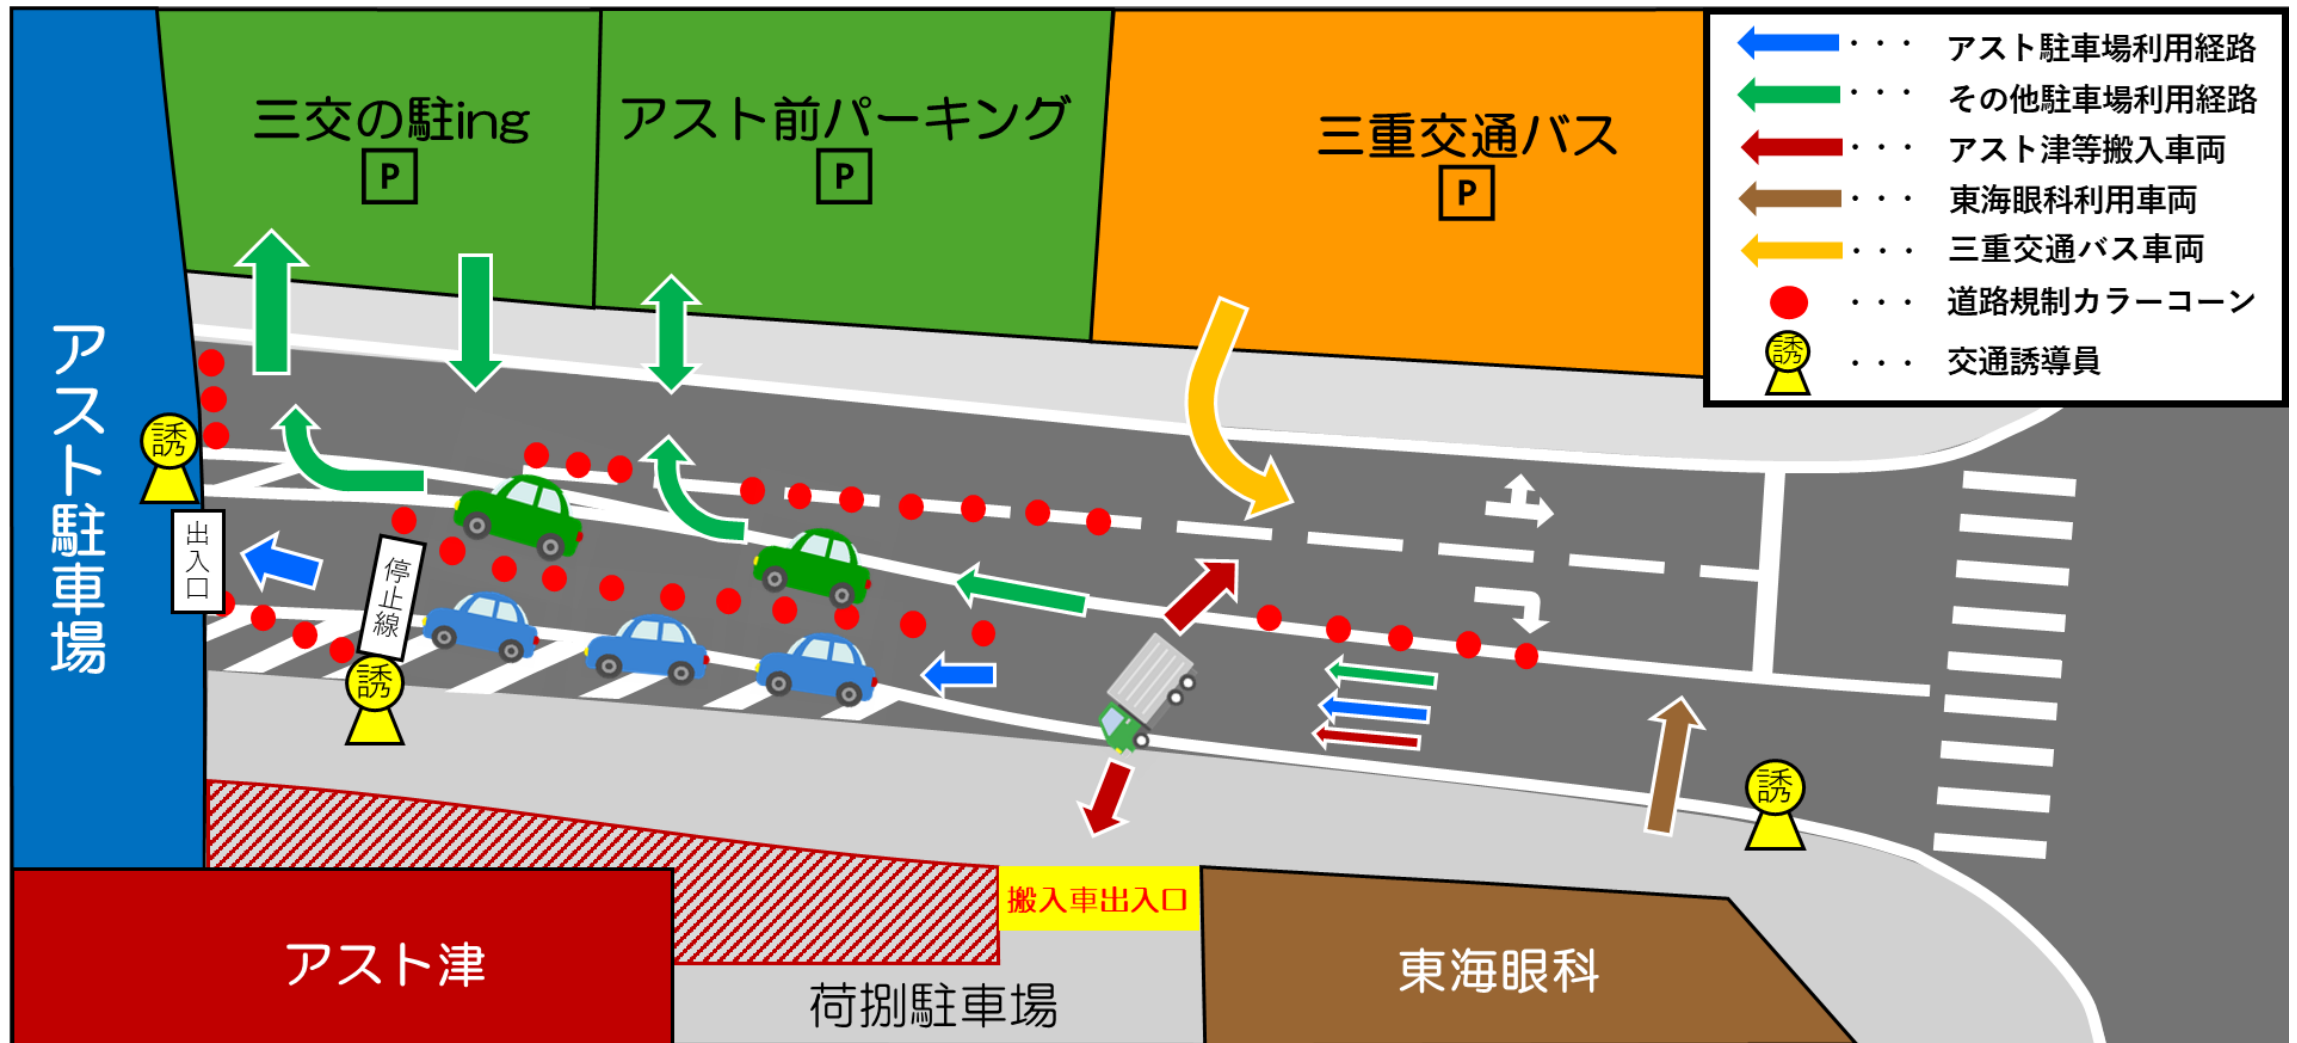 三交の駐ing
P
アスト前パーキング
P
三重交通バス
P
・・・ アスト駐車場利用経路
・・・ その他駐車場利用経路
・・・ アスト津等搬入車両
・・・ 東海眼科利用車両
・・・ 三重交通バス車両
・・・ 道路規制カラーコーン
誘 ・・・ 交通誘導員
アスト駐車場
誘
出入口
停止線
誘
誘
搬入車出入口
アスト津
荷捌駐車場
東海眼科